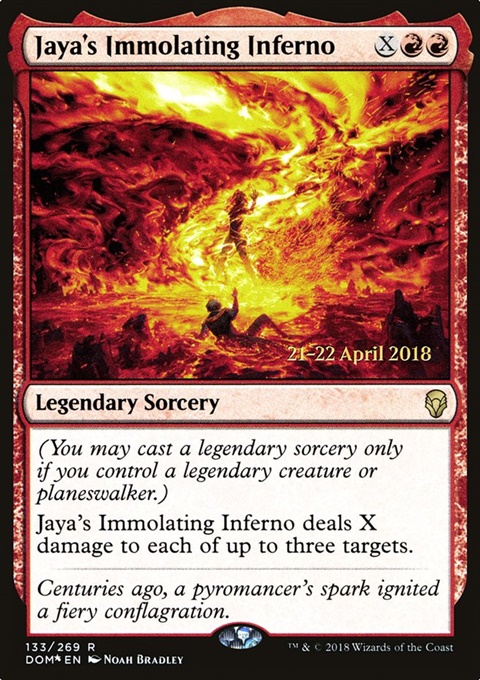 Jaya's Immolating Inferno X
21–22 April 2018
Legendary Sorcery
(You may cast a legendary sorcery only
if you control a legendary creature or
planeswalker.)
Jaya's Immolating Inferno deals X
damage to each of up to three targets.
Centuries ago, a pyromancer's spark ignited
a fiery conflagration.
133/269 R
DOM★EN Noah Bradley
™ & © 2018 Wizards of the Coast